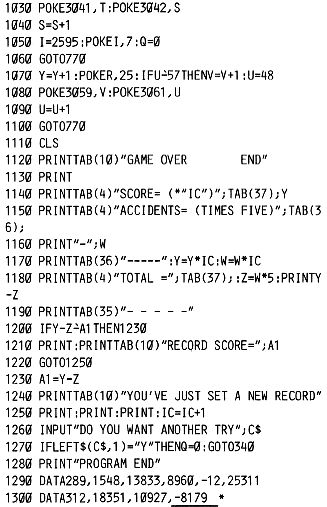 1030 POKE3041,T:POKE3042,S
1040 S=S+1
1050 I=2595:POKEI,7:Q=0
1060 GOTO770
1070 Y=Y+1:POKER,25:IFU=57THENV=V+1:U=48
1080 POKE3059,V:POKE3061,U
1090 U=U+1
1100 GOTO770
1110 CLS
1120 PRINTTAB(10)"GAME OVER END"
1130 PRINT
1140 PRINTTAB(4)"SCORE= (*"IC")";TAB(37);Y
1150 PRINTTAB(4)"ACCIDENTS= (TIMES FIVE)";TAB(3
6);
1160 PRINT"-";W
1170 PRINTTAB(36)"-----":Y=Y*IC:W=W*IC
1180 PRINTTAB(4)"TOTAL =";TAB(37);:Z=W*5:PRINTY
-Z
1190 PRINTTAB(35)"- - - - -"
1200 IFY-Z-A1THEN1230
1210 PRINT:PRINTTAB(10)"RECORD SCORE=";A1
1220 GOTO1250
1230 A1=Y-Z
1240 PRINTTAB(10)"YOU'VE JUST SET A NEW RECORD"
1250 PRINT:PRINT:PRINT:IC=IC+1
1260 INPUT"DO YOU WANT ANOTHER TRY";C$
1270 IFLEFT$(C$,1)="Y"THENQ=0:GOTO340
1280 PRINT"PROGRAM END"
1290 DATA289,1548,13833,8960,-12,25311
1300 DATA312,18351,10927,-8179 *